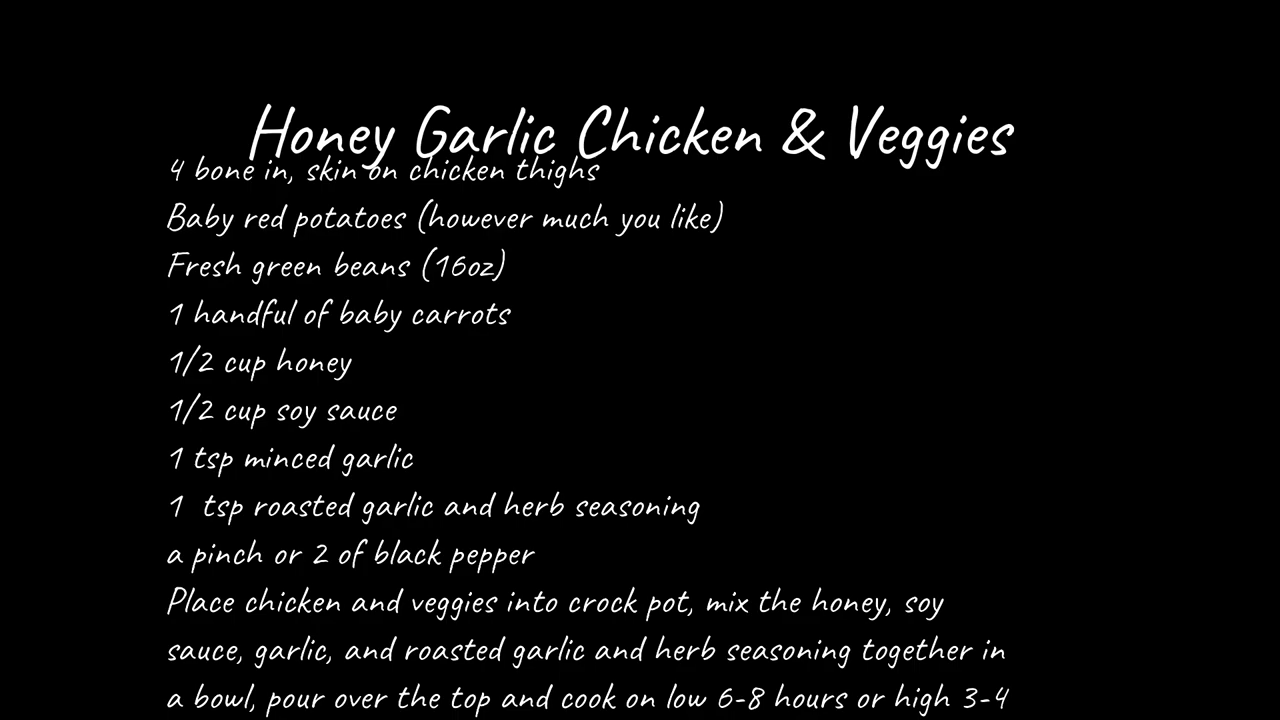 Honey Garlic Chicken & Veggies
4 bone in, skin on chicken thighs
Baby red potatoes (however much you like)
Fresh green beans (16oz)
1 handful of baby carrots
1/2 cup honey
1/2 cup soy sauce
1 tsp minced garlic
1  tsp roasted garlic and herb seasoning
a pinch or 2 of black pepper
Place chicken and veggies into crock pot, mix the honey, soy
sauce, garlic, and roasted garlic and herb seasoning together in
a bowl, pour over the top and cook on low 6-8 hours or high 3-4